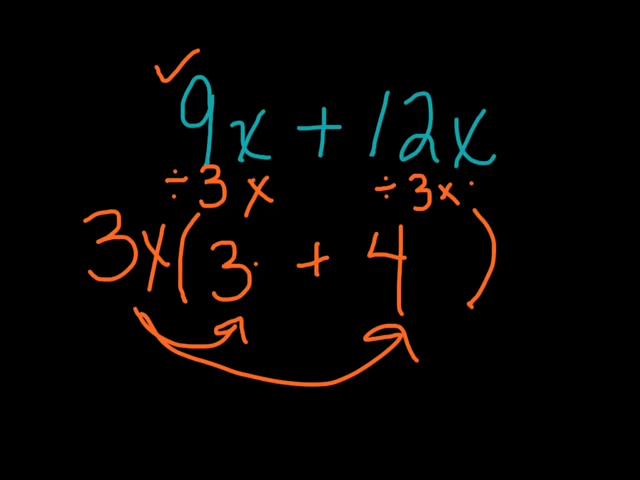 9x + 12x
÷ 3x ÷ 3x
3x(3 + 4)